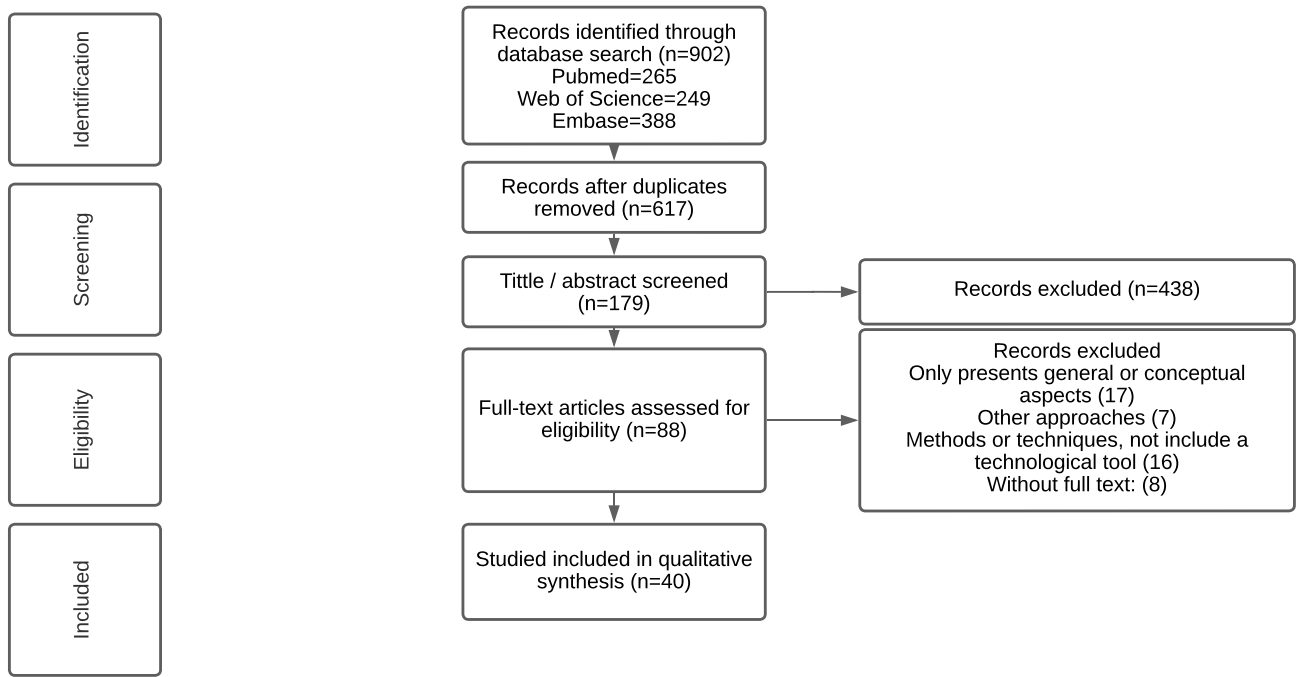 Identification
Records identified through
database search (n=902)
Pubmed=265
Web of Science=249
Embase=388
Records after duplicates
removed (n=617)
Screening
Tittle / abstract screened
(n=179)
Records excluded (n=438)
Eligibility
Full-text articles assessed for
eligibility (n=88)
Records excluded
Only presents general or conceptual
aspects (17)
Other approaches (7)
Methods or techniques, not include a
technological tool (16)
Without full text: (8)
Included
Studied included in qualitative
synthesis (n=40)